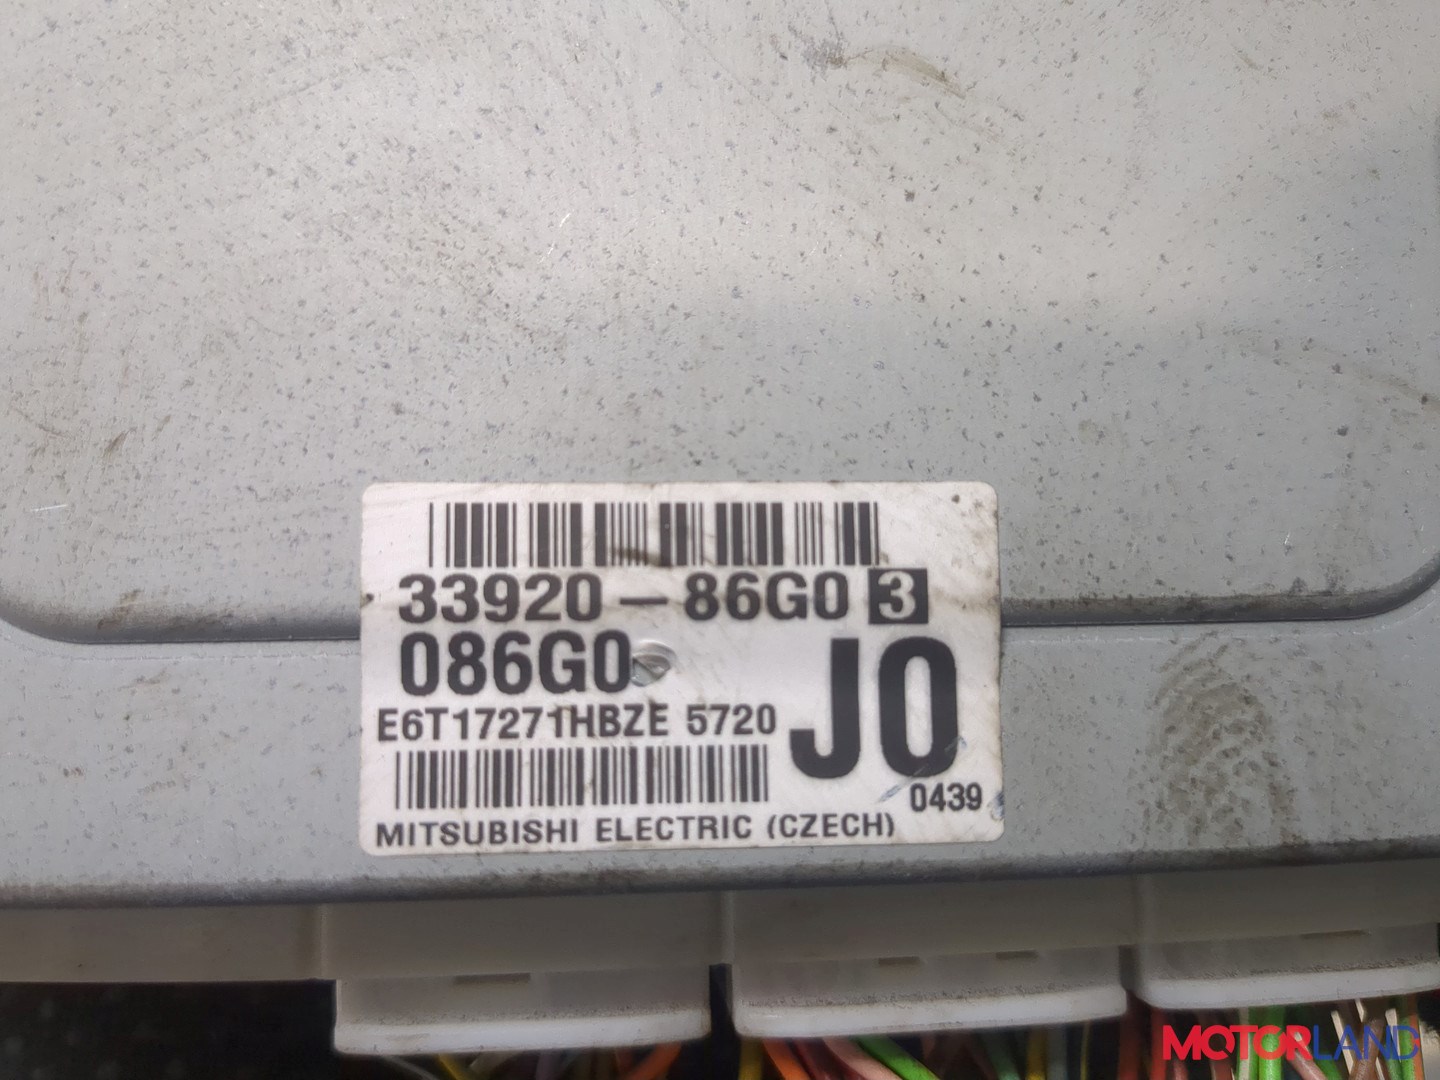 33920-86G0 3
086G0
J0
E6T17271HBZE 5720
0439
MITSUBISHI ELECTRIC (CZECH)
MOTORLAND